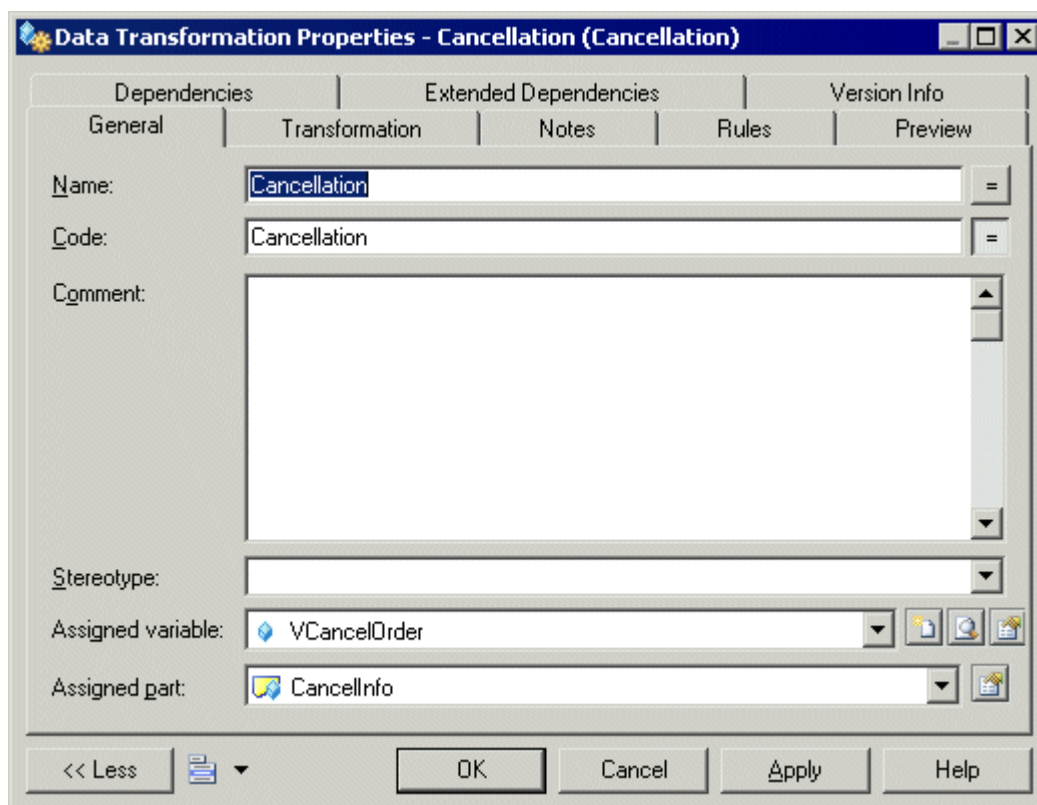 Data Transformation Properties - Cancellation (Cancellation)
Dependencies Extended Dependencies Version Info
General Transformation Notes Rules Preview
Name: Cancellation =
Code: Cancellation =
Comment:
Stereotype:
Assigned variable: VCancelOrder
Assigned part: CancelInfo
<< Less OK Cancel Apply Help